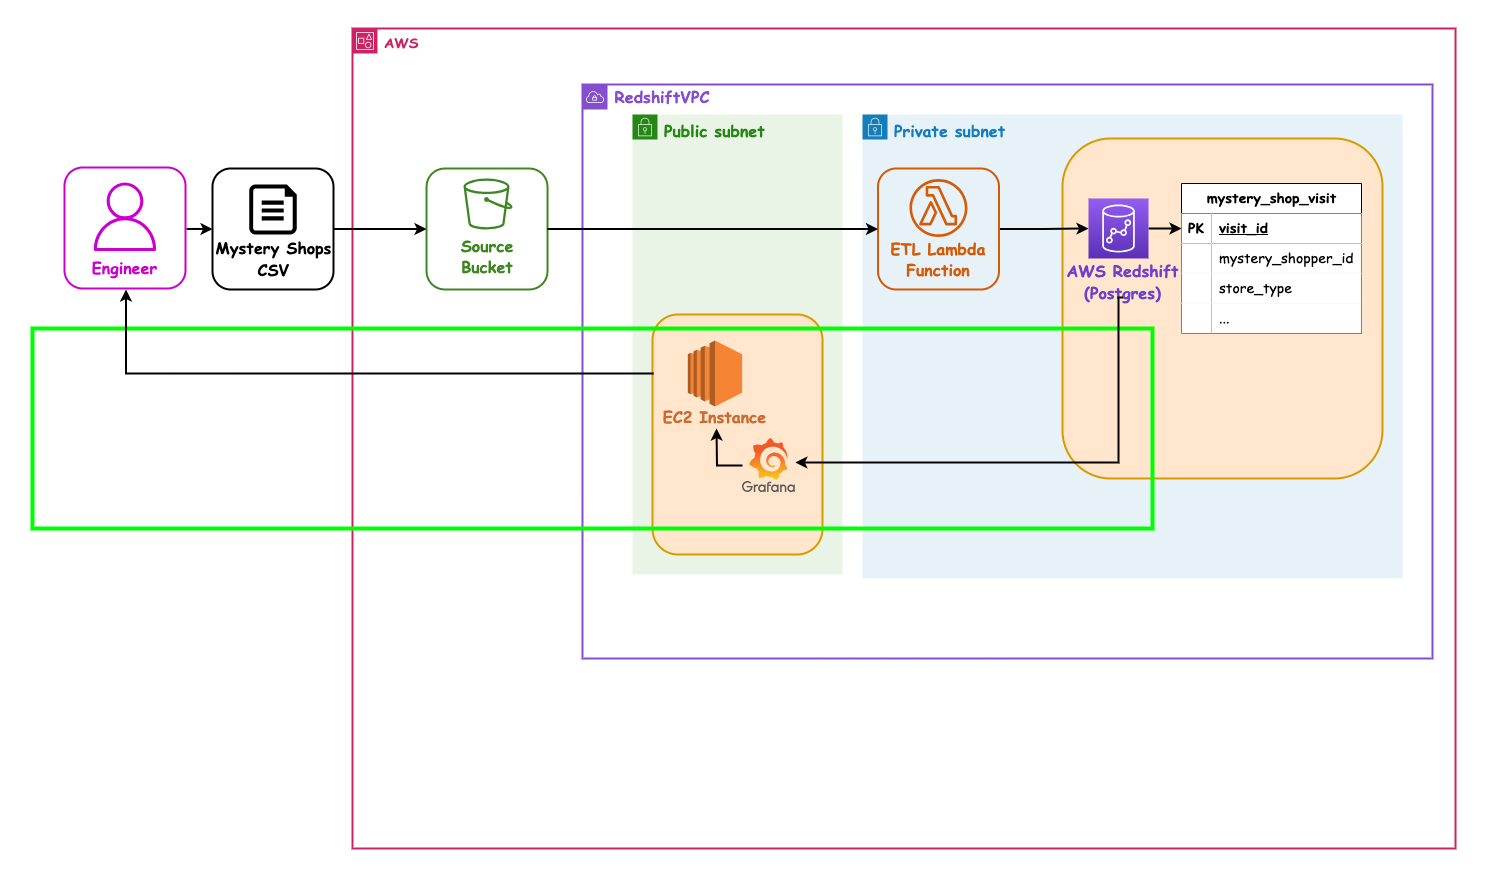 AWS
RedshiftVPC
Public subnet
Private subnet
Engineer
Mystery Shops
CSV
Source
Bucket
ETL Lambda
Function
AWS Redshift
(Postgres)
mystery_shop_visit
PK visit_id
mystery_shopper_id
store_type
...
EC2 Instance
Grafana